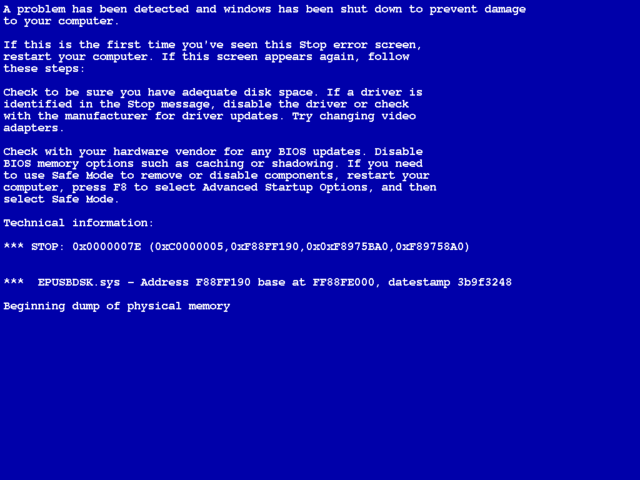 A problem has been detected and windows has been shut down to prevent damage
to your computer.
If this is the first time you've seen this Stop error screen,
restart your computer. If this screen appears again, follow
these steps:
Check to be sure you have adequate disk space. If a driver is
identified in the Stop message, disable the driver or check
with the manufacturer for driver updates. Try changing video
adapters.
Check with your hardware vendor for any BIOS updates. Disable
BIOS memory options such as caching or shadowing. If you need
to use Safe Mode to remove or disable components, restart your
computer, press F8 to select Advanced Startup Options, and then
select Safe Mode.
Technical information:
*** STOP: 0x0000007E (0xC0000005,0xF88FF190,0x0xF8975BA0,0xF89758A0)
***  EPUSBDSK.sys – Address F88FF190 base at FF88FE000, datestamp 3b9f3248
Beginning dump of physical memory